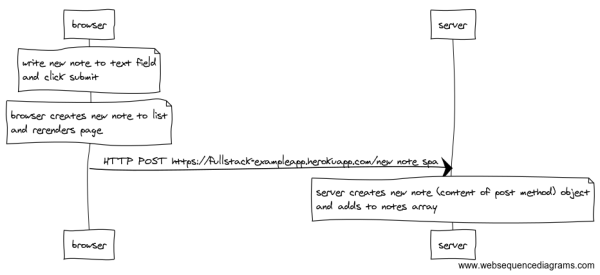 browser
server
write new note to text field
and click submit
browser creates new note to list
and rerenders page
HTTP POST https://fullstack-exampleapp.herokuapp.com/new_note_spa
server creates new note (content of post method) object
and adds to notes array
browser
server
www.websequencediagrams.com